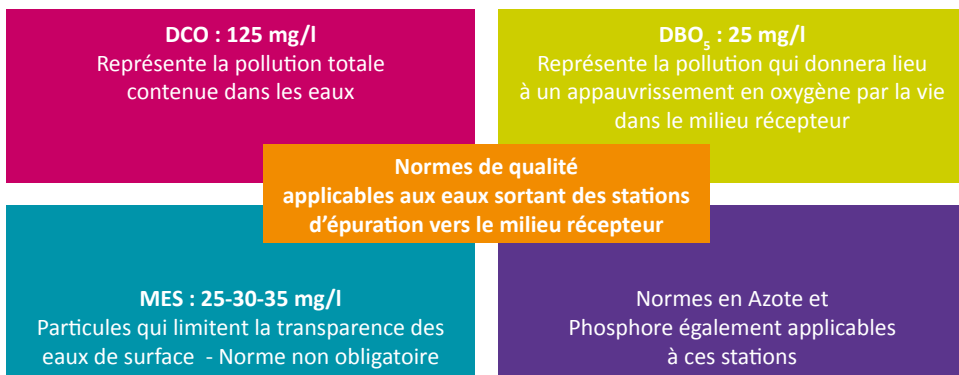 DCO : 125 mg/l
Représente la pollution totale
contenue dans les eaux
DBO₅ : 25 mg/l
Représente la pollution qui donnera lieu
à un appauvrissement en oxygène par la vie
dans le milieu récepteur
Normes de qualité
applicables aux eaux sortant des stations
d’épuration vers le milieu récepteur
MES : 25-30-35 mg/l
Particules qui limitent la transparence des
eaux de surface - Norme non obligatoire
Normes en Azote et
Phosphore également applicables
à ces stations